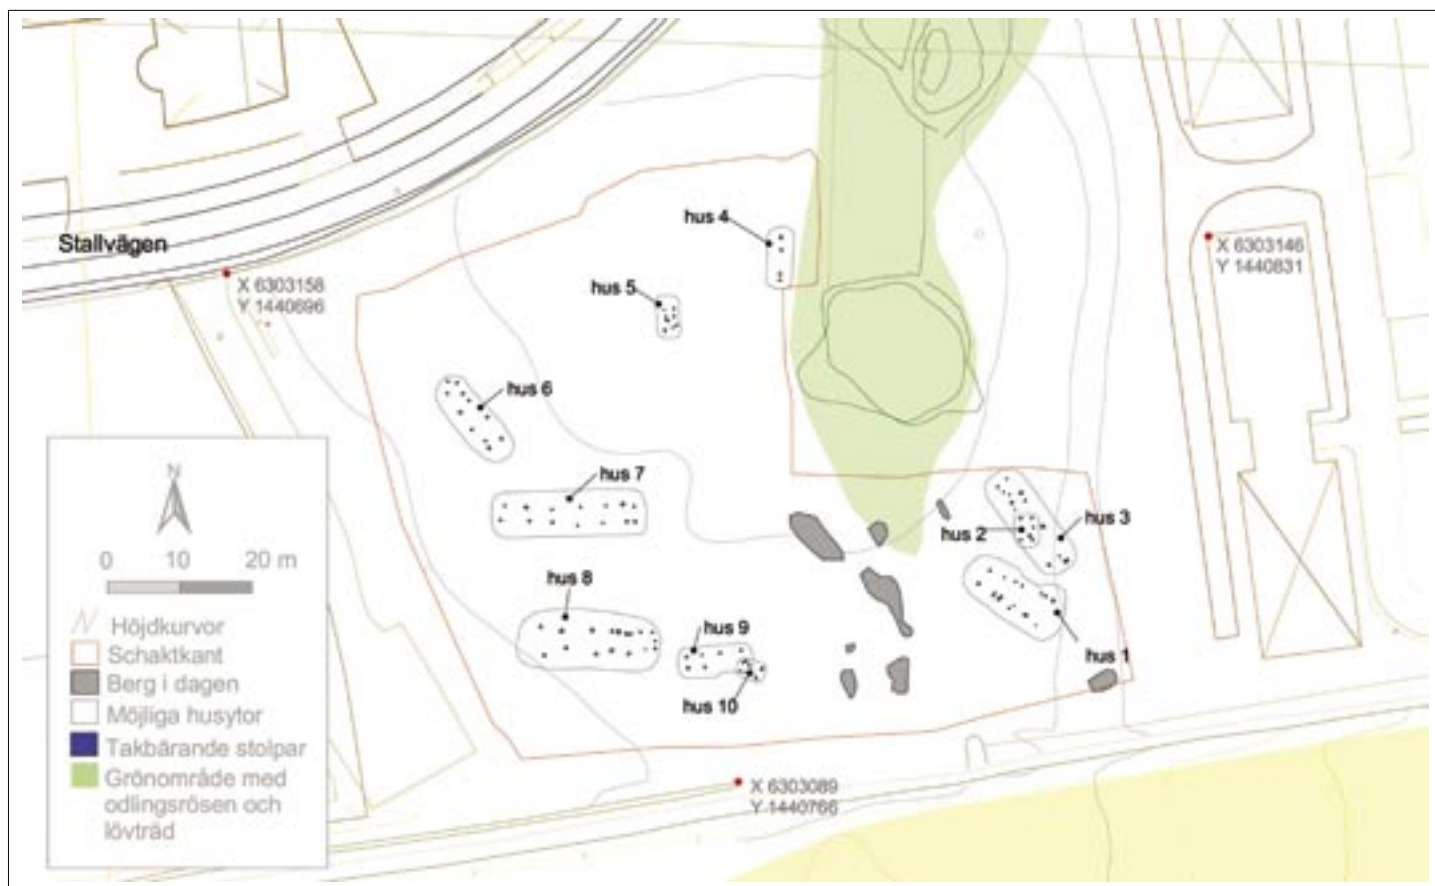 hus 4
Stallvägen
X 6303146
Y 1440831
X 6303158
Y 1440696
hus 5
hus 6
hus 7
hus 3
hus 2
hus 8
hus 9
hus 1
hus 10
N
0 10 20 m
Höjdkurvor
Schaktkant
Berg i dagen
Möjliga husytor
Takbärande stolpar
Grönområde med
odlingsrösen och
lövträd
X 6303089
Y 1440766